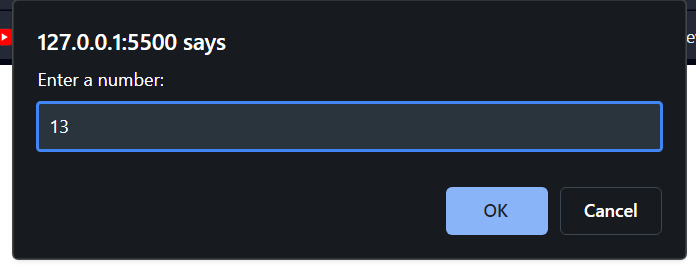 127.0.0.1:5500 says
Enter a number:
13
OK
Cancel